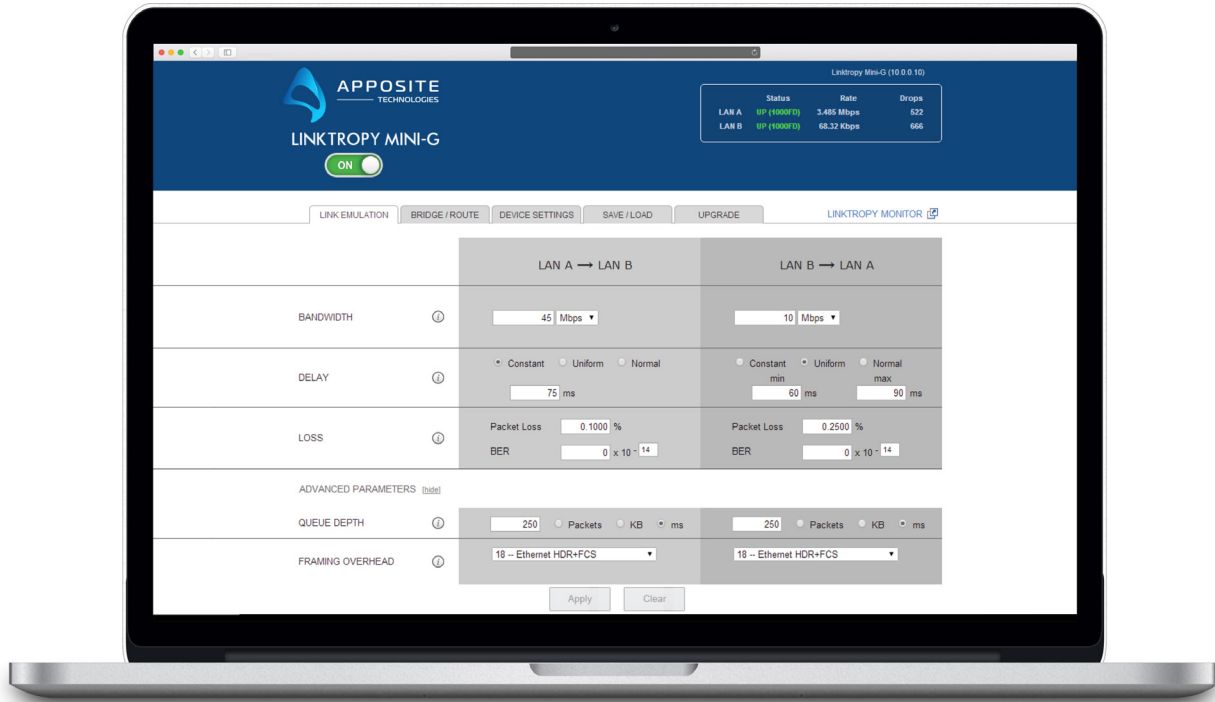 APPOSITE
TECHNOLOGIES
LINKTROPY MINI-G
ON
Linktropy Mini-G (10.0.0.10)
Status Rate Drops
LAN A UP (1000FD) 3.485 Mbps 522
LAN B UP (1000FD) 68.32 Kbps 666
LINK EMULATION BRIDGE / ROUTE DEVICE SETTINGS SAVE / LOAD UPGRADE LINKTROPY MONITOR
LAN A → LAN B LAN B → LAN A
BANDWIDTH i 45 Mbps 10 Mbps
Constant Uniform Normal Constant Uniform Normal
min max
DELAY i 75 ms 60 ms 90 ms
Packet Loss 0.1000 % Packet Loss 0.2500 %
LOSS i
BER 0 x 10 - 14 BER 0 x 10 - 14
ADVANCED PARAMETERS [hide]
QUEUE DEPTH i 250 Packets KB ms 250 Packets KB ms
FRAMING OVERHEAD i 18 -- Ethernet HDR+FCS 18 -- Ethernet HDR+FCS
Apply Clear